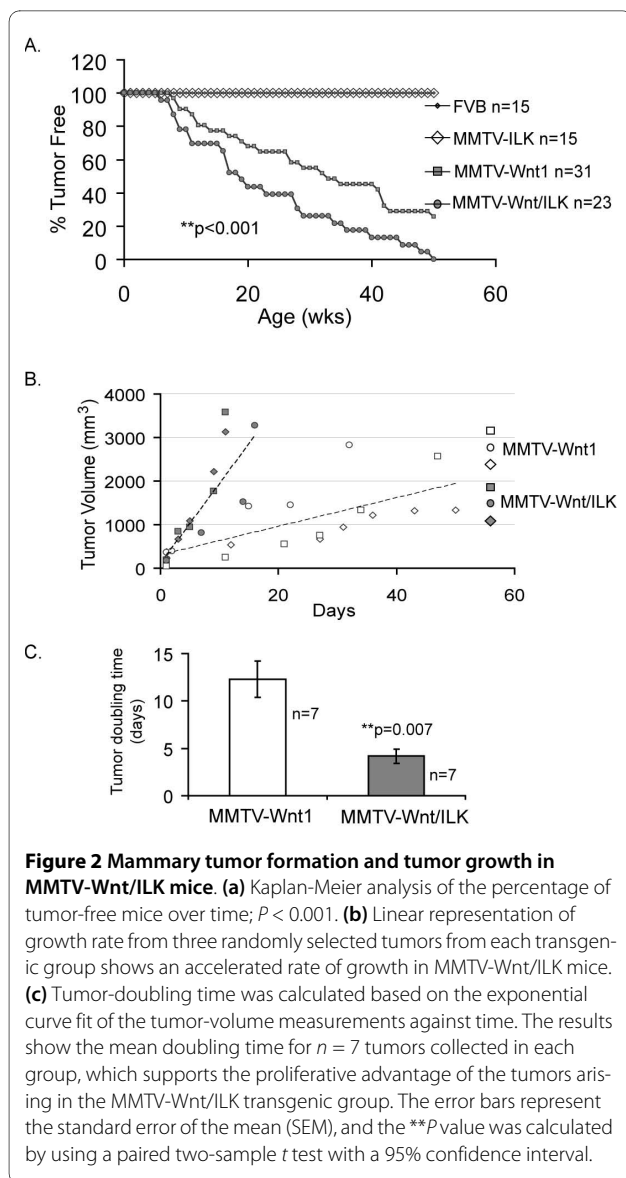 A.
120
100
80
60
40
20
0
% Tumor Free
FVB n=15
MMTV-ILK n=15
MMTV-Wnt1 n=31
MMTV-Wnt/ILK n=23
**p<0.001
0 20 40 60
Age (wks)
B.
4000
3000
2000
1000
0
Tumor Volume (mm³)
MMTV-Wnt1
MMTV-Wnt/ILK
0 20 40 60
Days
C.
15
10
5
0
Tumor doubling time
(days)
n=7
**p=0.007
n=7
MMTV-Wnt1 MMTV-Wnt/ILK
Figure 2 Mammary tumor formation and tumor growth in
MMTV-Wnt/ILK mice. (a) Kaplan-Meier analysis of the percentage of
tumor-free mice over time; P < 0.001. (b) Linear representation of
growth rate from three randomly selected tumors from each transgen-
ic group shows an accelerated rate of growth in MMTV-Wnt/ILK mice.
(c) Tumor-doubling time was calculated based on the exponential
curve fit of the tumor-volume measurements against time. The results
show the mean doubling time for n = 7 tumors collected in each
group, which supports the proliferative advantage of the tumors aris-
ing in the MMTV-Wnt/ILK transgenic group. The error bars represent
the standard error of the mean (SEM), and the **P value was calculated
by using a paired two-sample t test with a 95% confidence interval.